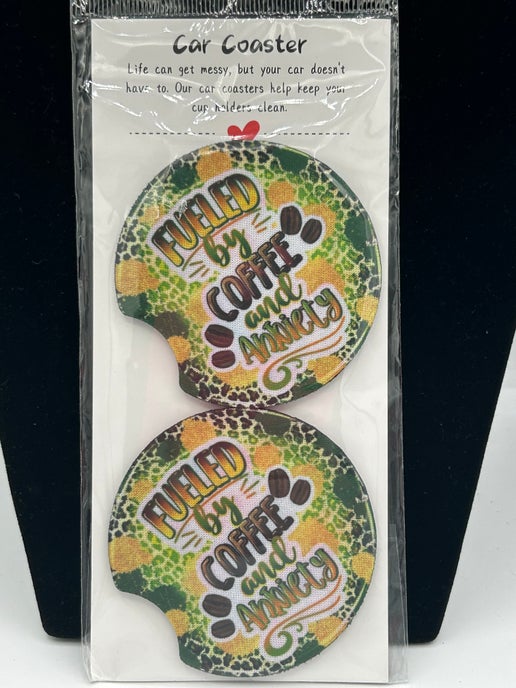 Car Coaster
Life can get messy, but your car doesn't
have to. Our car coasters help keep your
cup holders clean.
FUELED
by
COFFEE
and
Anxiety
FUELED
by
COFFEE
and
Anxiety